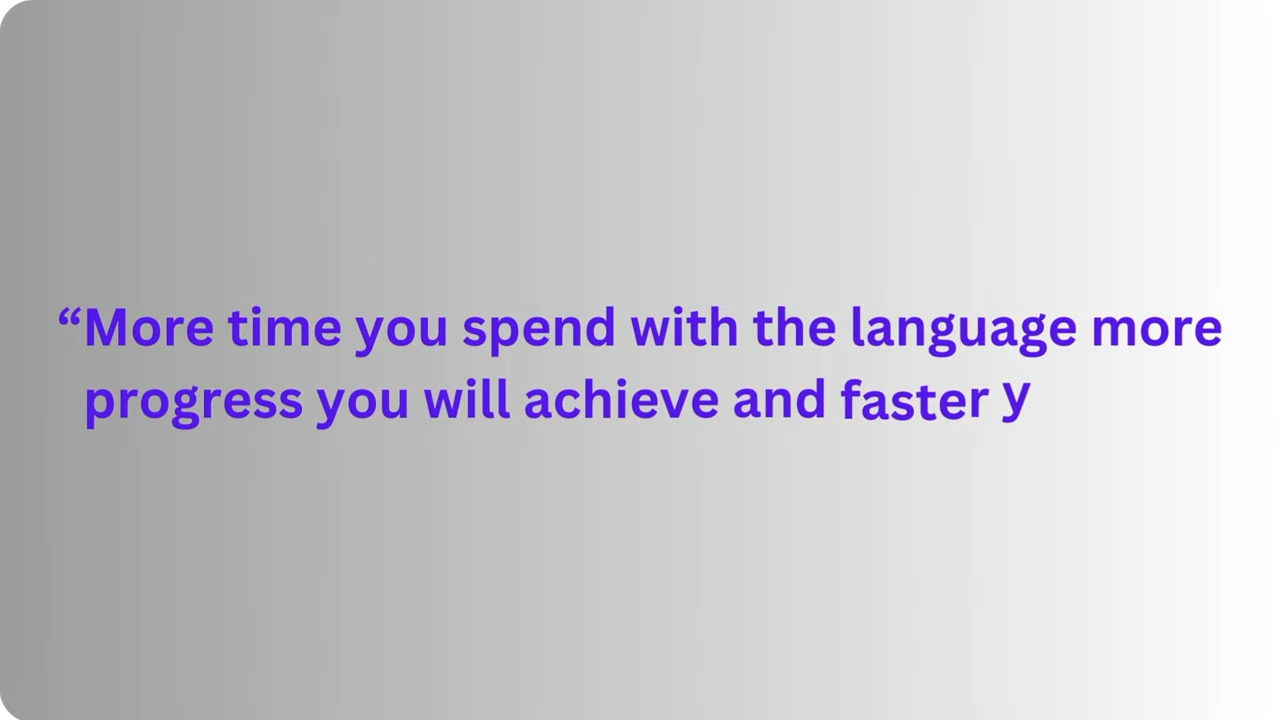 “More time you spend with the language more
progress you will achieve and faster y